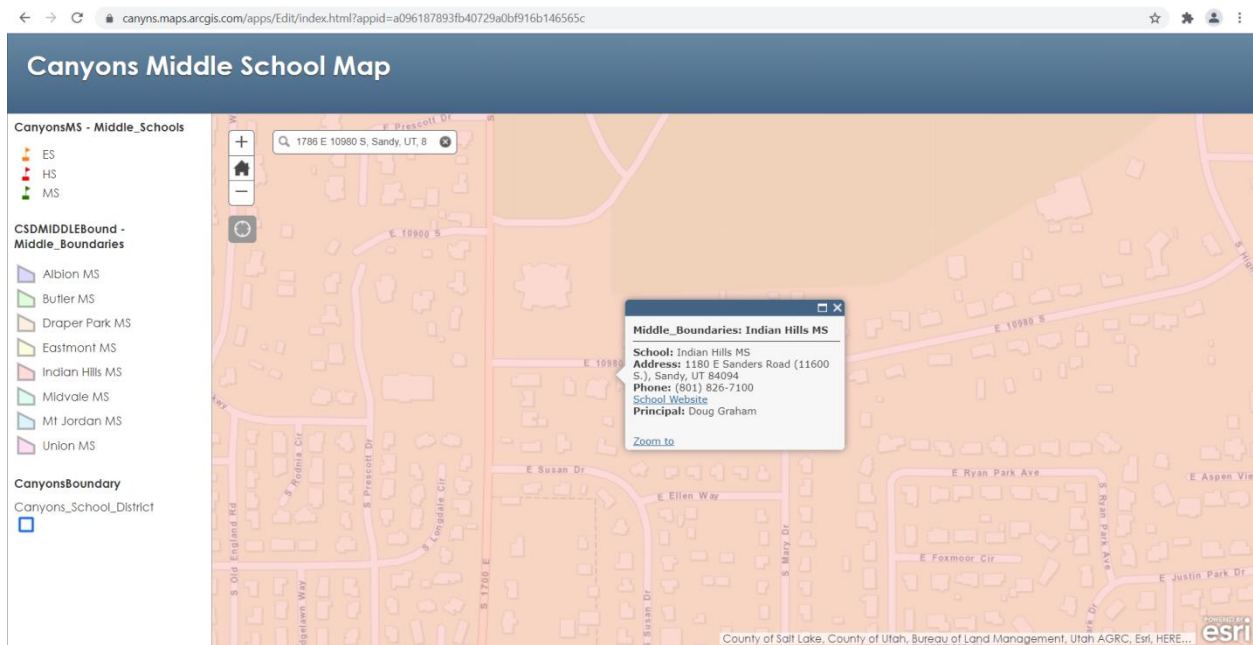 canyns.maps.arcgis.com/apps/Edit/index.html?appid=a096187893fb40729a0bf916b146565c
Canyons Middle School Map
CanyonsMS - Middle_Schools
ES
HS
MS
CSDMIDDLEBound -
Middle_Boundaries
Albion MS
Butler MS
Draper Park MS
Eastmont MS
Indian Hills MS
Midvale MS
Mt Jordan MS
Union MS
CanyonsBoundary
Canyons_School_District
1786 E 10980 S, Sandy, UT, 8
E Prescott Dr
E 10900 S
E 10980 S
E 10980
Middle_Boundaries: Indian Hills MS
School: Indian Hills MS
Address: 1180 E Sanders Road (11600
S.), Sandy, UT 84094
Phone: (801) 826-7100
School Website
Principal: Doug Graham
Zoom to
E Susan Dr
E Ellen Way
E Ryan Park Ave
E Aspen Vie
S Rodnia Cir
S Prescott Dr
S Longdale Cir
S Old England Rd
S 1700 E
S Mary Dr
S Ryan Park Ave
E Foxmoor Cir
E Justin Park Dr
S Susan Dr
County of Salt Lake, County of Utah, Bureau of Land Management, Utah AGRC, Esri, HERE...
POWERED BY
esri